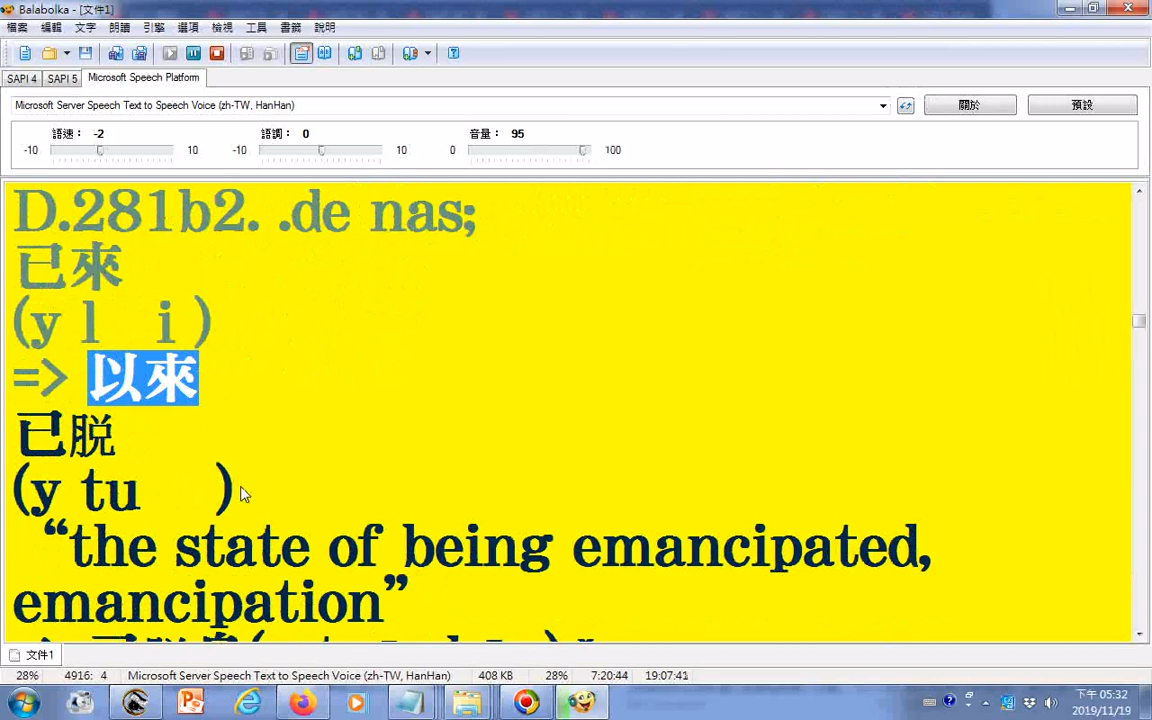 Balabolka - [文件1]
檔案 編輯 文字 朗讀 引擎 選項 檢視 工具 書籤 說明
SAPI 4 SAPI 5 Microsoft Speech Platform
Microsoft Server Speech Text to Speech Voice (zh-TW, HanHan) 關於 預設
語速： -2 語調： 0 音量： 95
-10 10 -10 10 0 100
D.281b2. .de nas;
已來
(y l i )
=> 以來
已脱
(y tu )
“the state of being emancipated,
emancipation”
文件1
28% 4916: 4 Microsoft Server Speech Text to Speech Voice (zh-TW, HanHan) 408 KB 28% 7:20:44 19:07:41
下午 05:32
2019/11/19